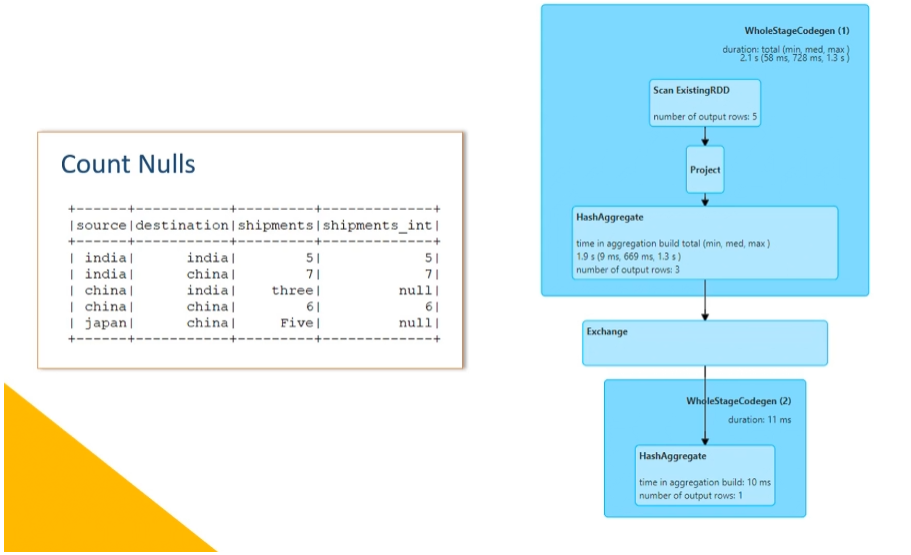 Count Nulls
+------+-----------+---------+-------------+
|source|destination|shipments|shipments_int|
+------+-----------+---------+-------------+
| india| india| 5| 5|
| india| china| 7| 7|
| china| india| three| null|
| china| china| 6| 6|
| japan| china| Five| null|
+------+-----------+---------+-------------+
WholeStageCodegen (1)
duration: total (min, med, max )
2.1 s (58 ms, 728 ms, 1.3 s )
Scan ExistingRDD
number of output rows: 5
Project
HashAggregate
time in aggregation build total (min, med, max )
1.9 s (9 ms, 669 ms, 1.3 s )
number of output rows: 3
Exchange
WholeStageCodegen (2)
duration: 11 ms
HashAggregate
time in aggregation build: 10 ms
number of output rows: 1